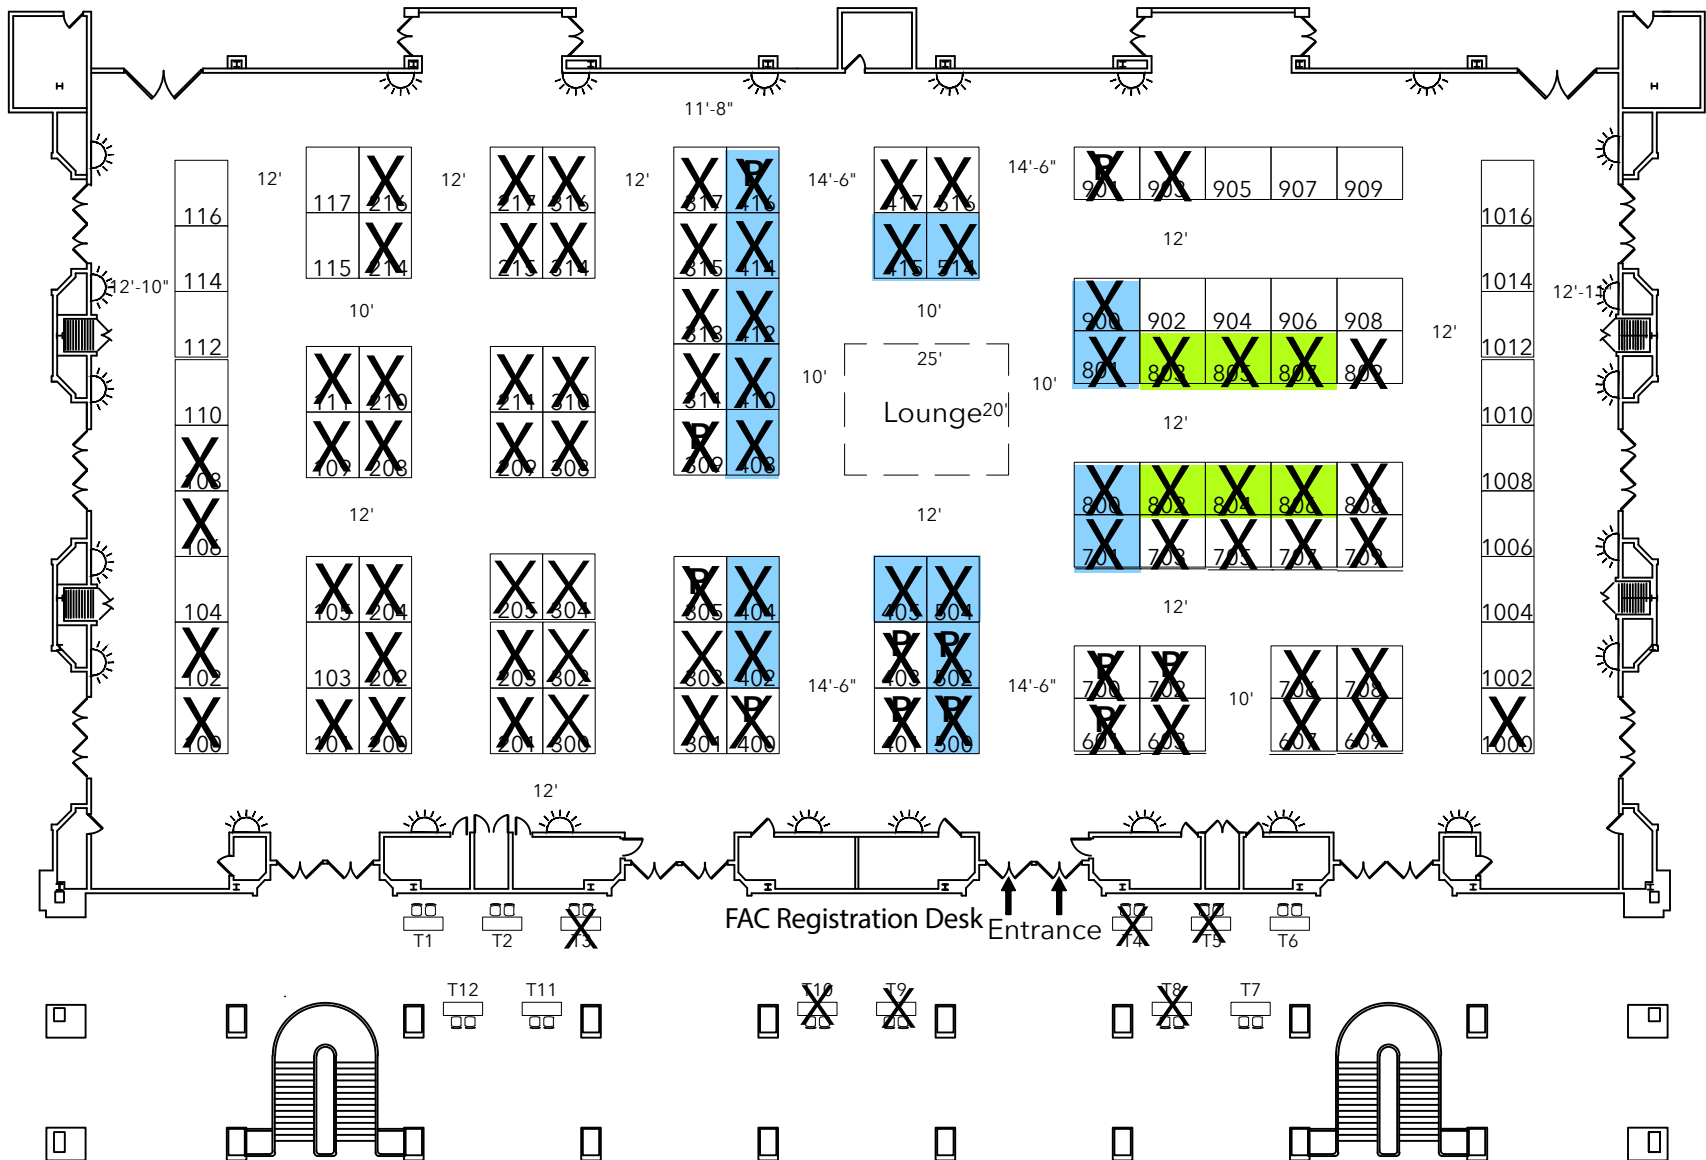 11'-8"
12' 12' 12' 14'-6" 14'-6"
116 117 216 217 316 317 P 416 417 516 P 901 903 905 907 909 1016
115 214 215 314 315 414 415 514 12'
12'-10" 114 1014 12'-11"
10' 10'
112 313 412 900 902 904 906 908 12' 1012
25'
111 210 211 310 311 410 10' 10' 801 803 805 807 809
110 Lounge 20' 12' 1010
108 109 208 209 308 P 309 408 1008
800 802 804 806 808
12' 12'
106 701 703 705 707 709 1006
104 105 204 205 304 P 305 404 405 504 12' 1004
102 103 202 203 302 303 402 14'-6" P 403 P 502 14'-6" P 700 P 702 10' 706 708 1002
100 101 200 201 300 301 P 400 P 401 P 500 P 601 603 607 609 1000
12'
FAC Registration Desk Entrance
T1 T2 T3 T4 T5 T6
T12 T11 T10 T9 T8 T7